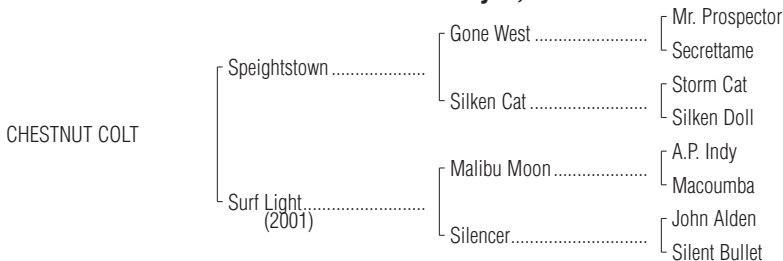 Mr. Prospector
Gone West ....................
Secrettame
Speightstown ....................
Storm Cat
Silken Cat ....................
Silken Doll
CHESTNUT COLT
A.P. Indy
Malibu Moon ....................
Macoumba
Surf Light ....................
(2001)
John Alden
Silencer ....................
Silent Bullet